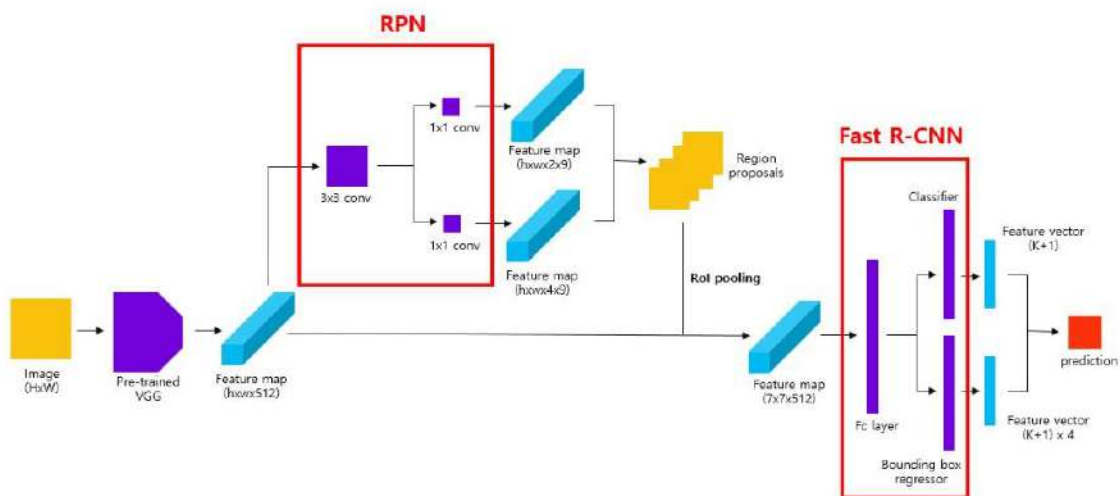 RPN
1x1 conv
Feature map
(hxwx2x9)
3x3 conv
Region
proposals
1x1 conv
Feature map
(hxwx4x9)
Fast R-CNN
Classifier
Feature vector
(K+1)
RoI pooling
Image
(HxW)
Pre-trained
VGG
Feature map
(hxwx512)
Feature map
(7x7x512)
Fc layer
Bounding box
regressor
Feature vector
(K+1) x 4
prediction